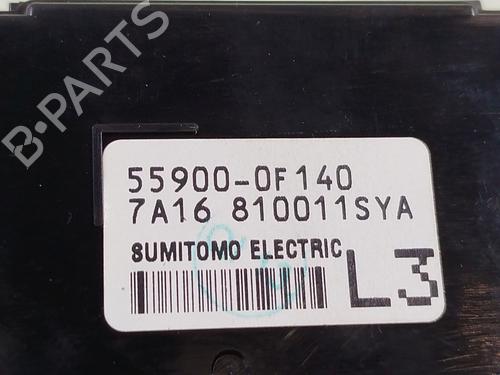 B-PARTS
55900-0F140
7A16 810011SYA
SUMITOMO ELECTRIC
L3